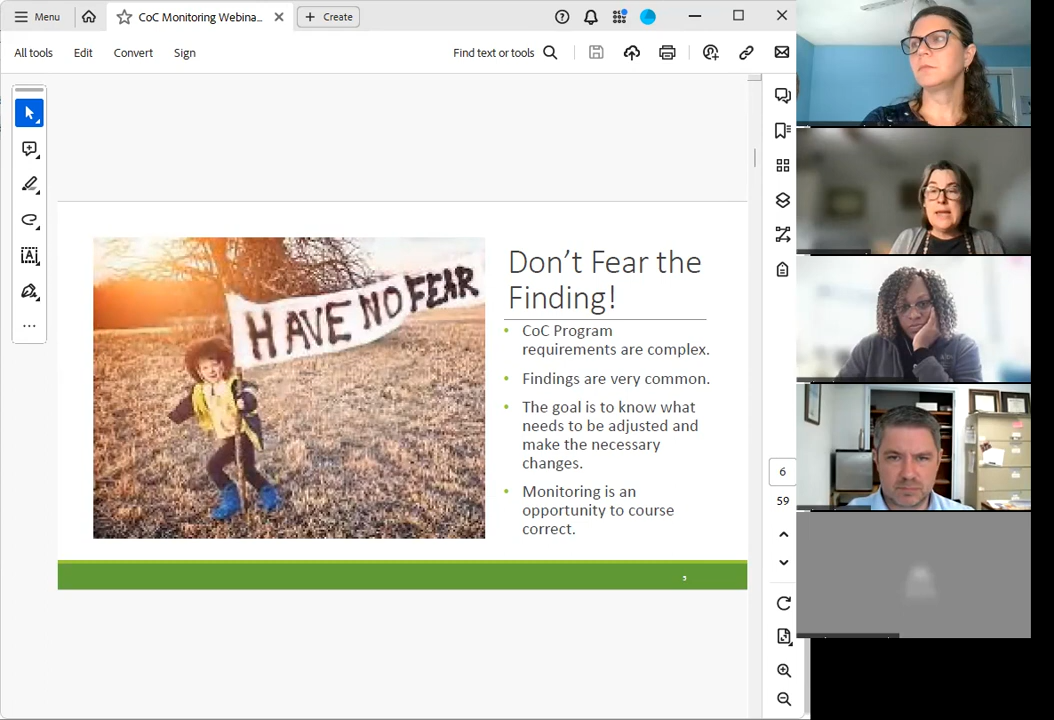 Menu
CoC Monitoring Webina...
Create
All tools
Edit
Convert
Sign
Find text or tools
HAVE NO FEAR
Don't Fear the
Finding!
• CoC Program
requirements are complex.
• Findings are very common.
• The goal is to know what
needs to be adjusted and
make the necessary
changes.
• Monitoring is an
opportunity to course
correct.
6
59